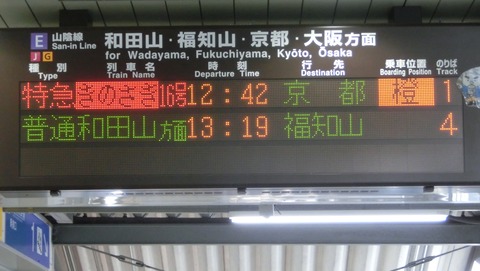 E 山陰線 San-in Line
J G
和田山・福知山・京都・大阪方面
for Wadayama, Fukuchiyama, Kyōto, Ōsaka
種別 列車名 時刻 行先 乗車位置 のりば
Type Train Name Departure Time Destination Boarding Position Track
特急 きのさき 16号 12:42 京都 橙 1
普通 和田山方面 13:19 福知山 4
1